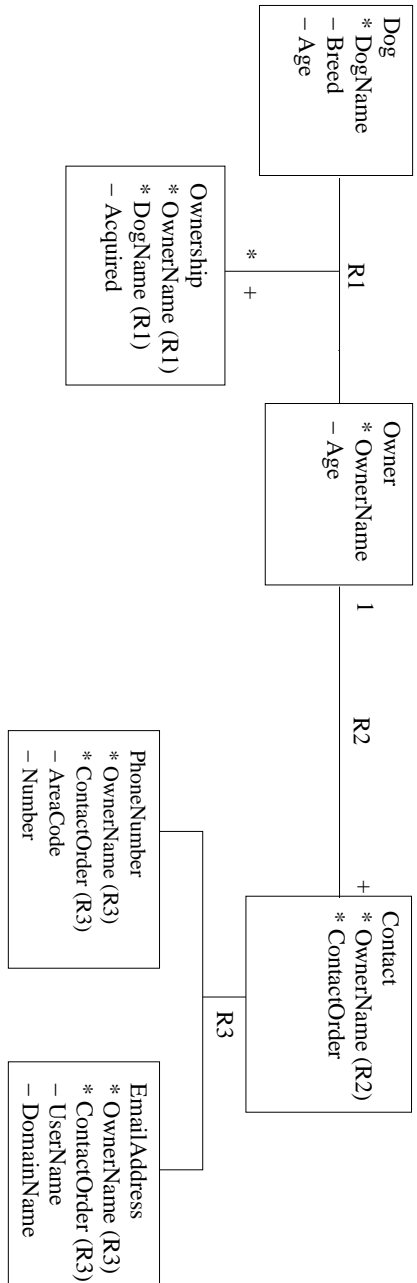 Dog
* DogName
– Breed
– Age
R1
*
+
Ownership
* OwnerName (R1)
* DogName (R1)
– Acquired
Owner
* OwnerName
– Age
1
R2
+
Contact
* OwnerName (R2)
* ContactOrder
R3
PhoneNumber
* OwnerName (R3)
* ContactOrder (R3)
– AreaCode
– Number
EmailAddress
* OwnerName (R3)
* ContactOrder (R3)
– UserName
– DomainName